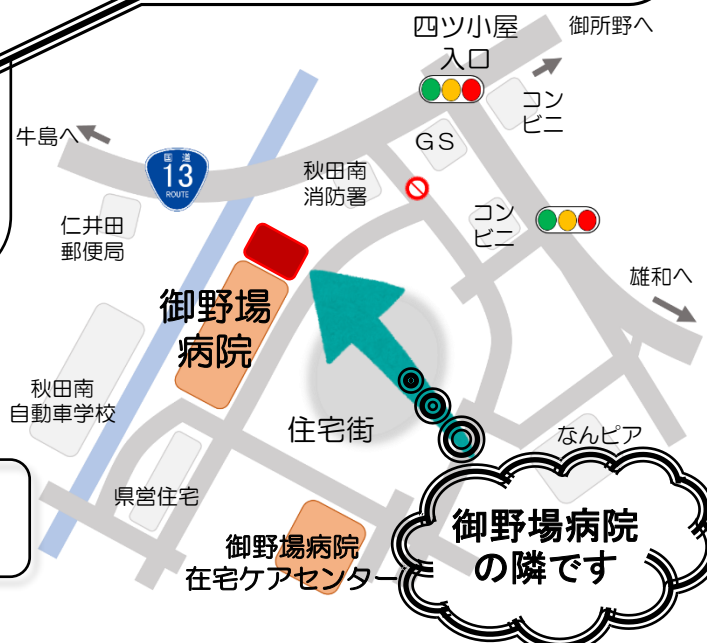 四ツ小屋
入口
御所野へ
コン
ビニ
牛島へ
GS
国道
13
ROUTE
秋田南
消防署
仁井田
郵便局
コン
ビニ
雄和へ
御野場
病院
秋田南
自動車学校
住宅街
なんピア
県営住宅
御野場病院
在宅ケアセンター
御野場病院
の隣です